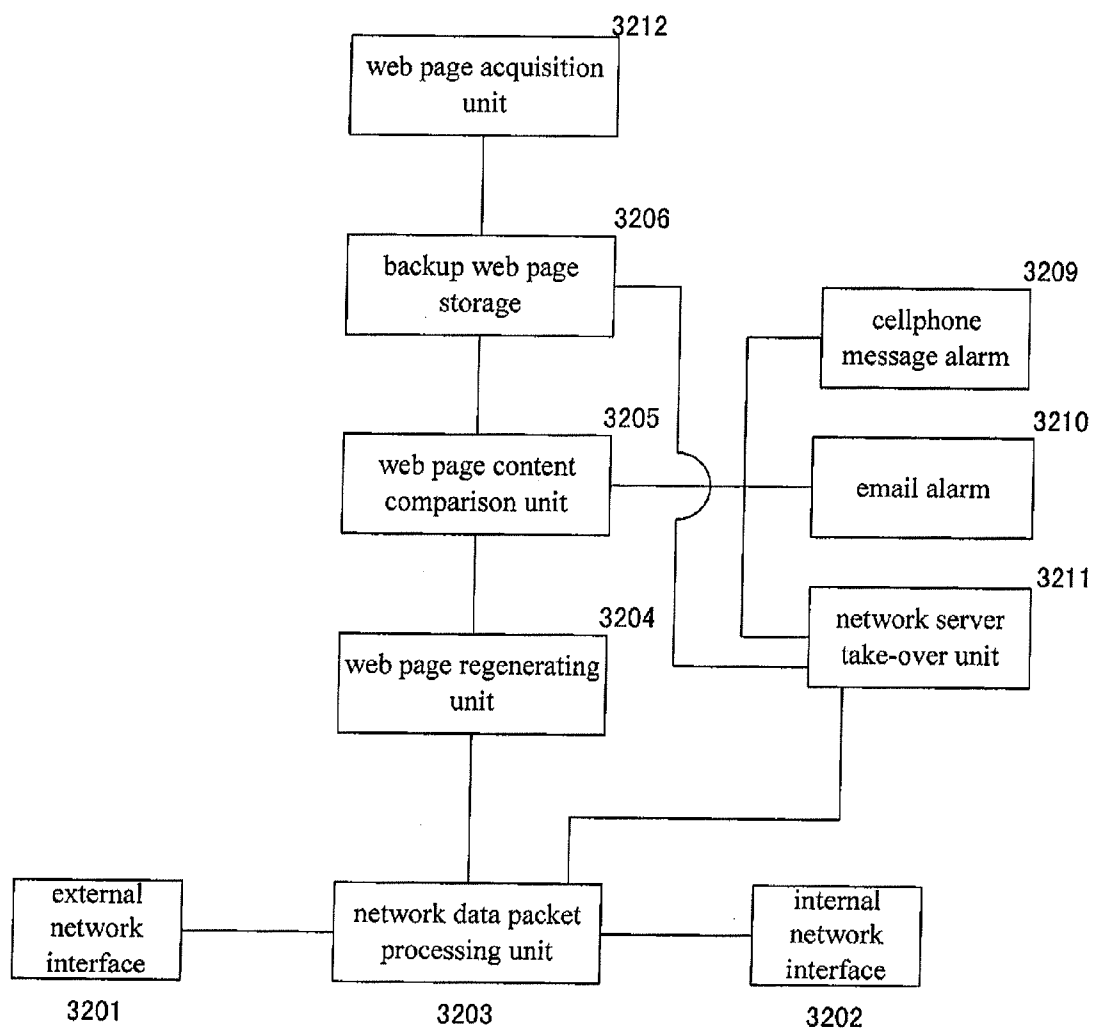 3212
web page acquisition
unit
3206
backup web page
storage
3209
cellphone
message alarm
3205
web page content
comparison unit
3210
email alarm
3211
network server
take-over unit
3204
web page regenerating
unit
external
network
interface
3201
network data packet
processing unit
3203
internal
network
interface
3202